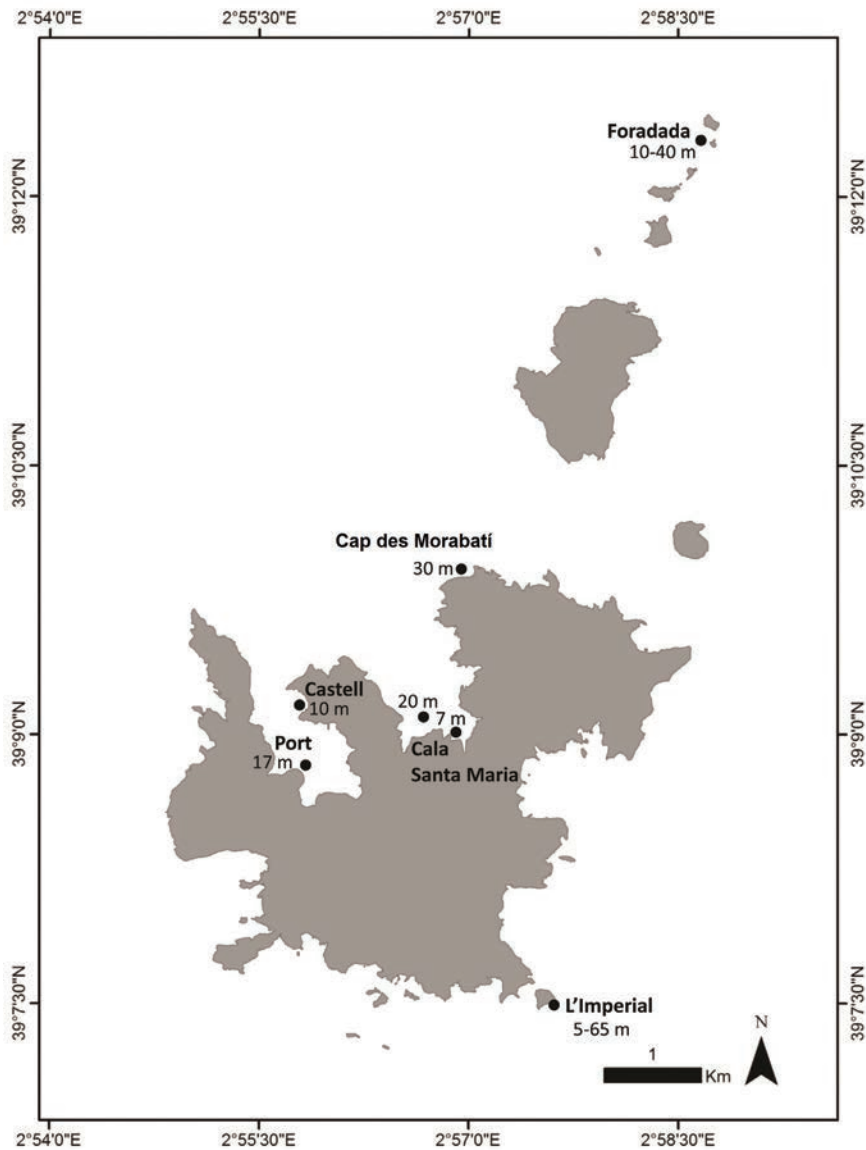 2°54'0"E 2°55'30"E 2°57'0"E 2°58'30"E
Foradada
10-40 m
39°12'0"N 39°12'0"N
39°10'30"N 39°10'30"N
Cap des Morabatí
30 m
Castell
10 m
20 m
7 m
39°9'0"N 39°9'0"N
Port
17 m
Cala
Santa Maria
39°7'30"N 39°7'30"N
L'Imperial
5-65 m
N
1
Km
2°54'0"E 2°55'30"E 2°57'0"E 2°58'30"E